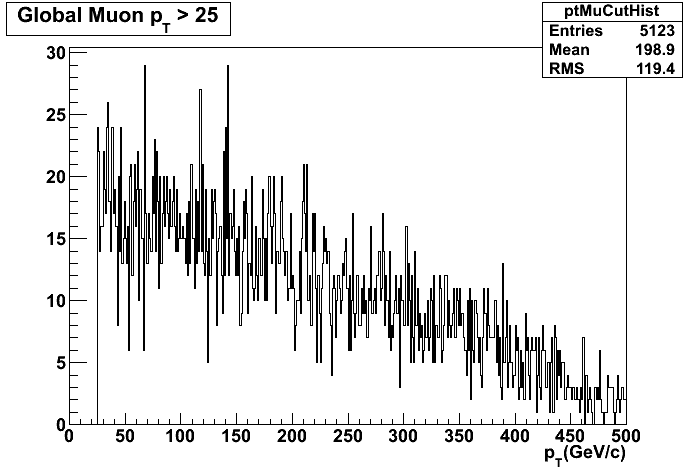 Global Muon p_T > 25
ptMuCutHist
Entries 5123
Mean 198.9
RMS 119.4
30
25
20
15
10
5
0
0 50 100 150 200 250 300 350 400 450 500
p_T(GeV/c)